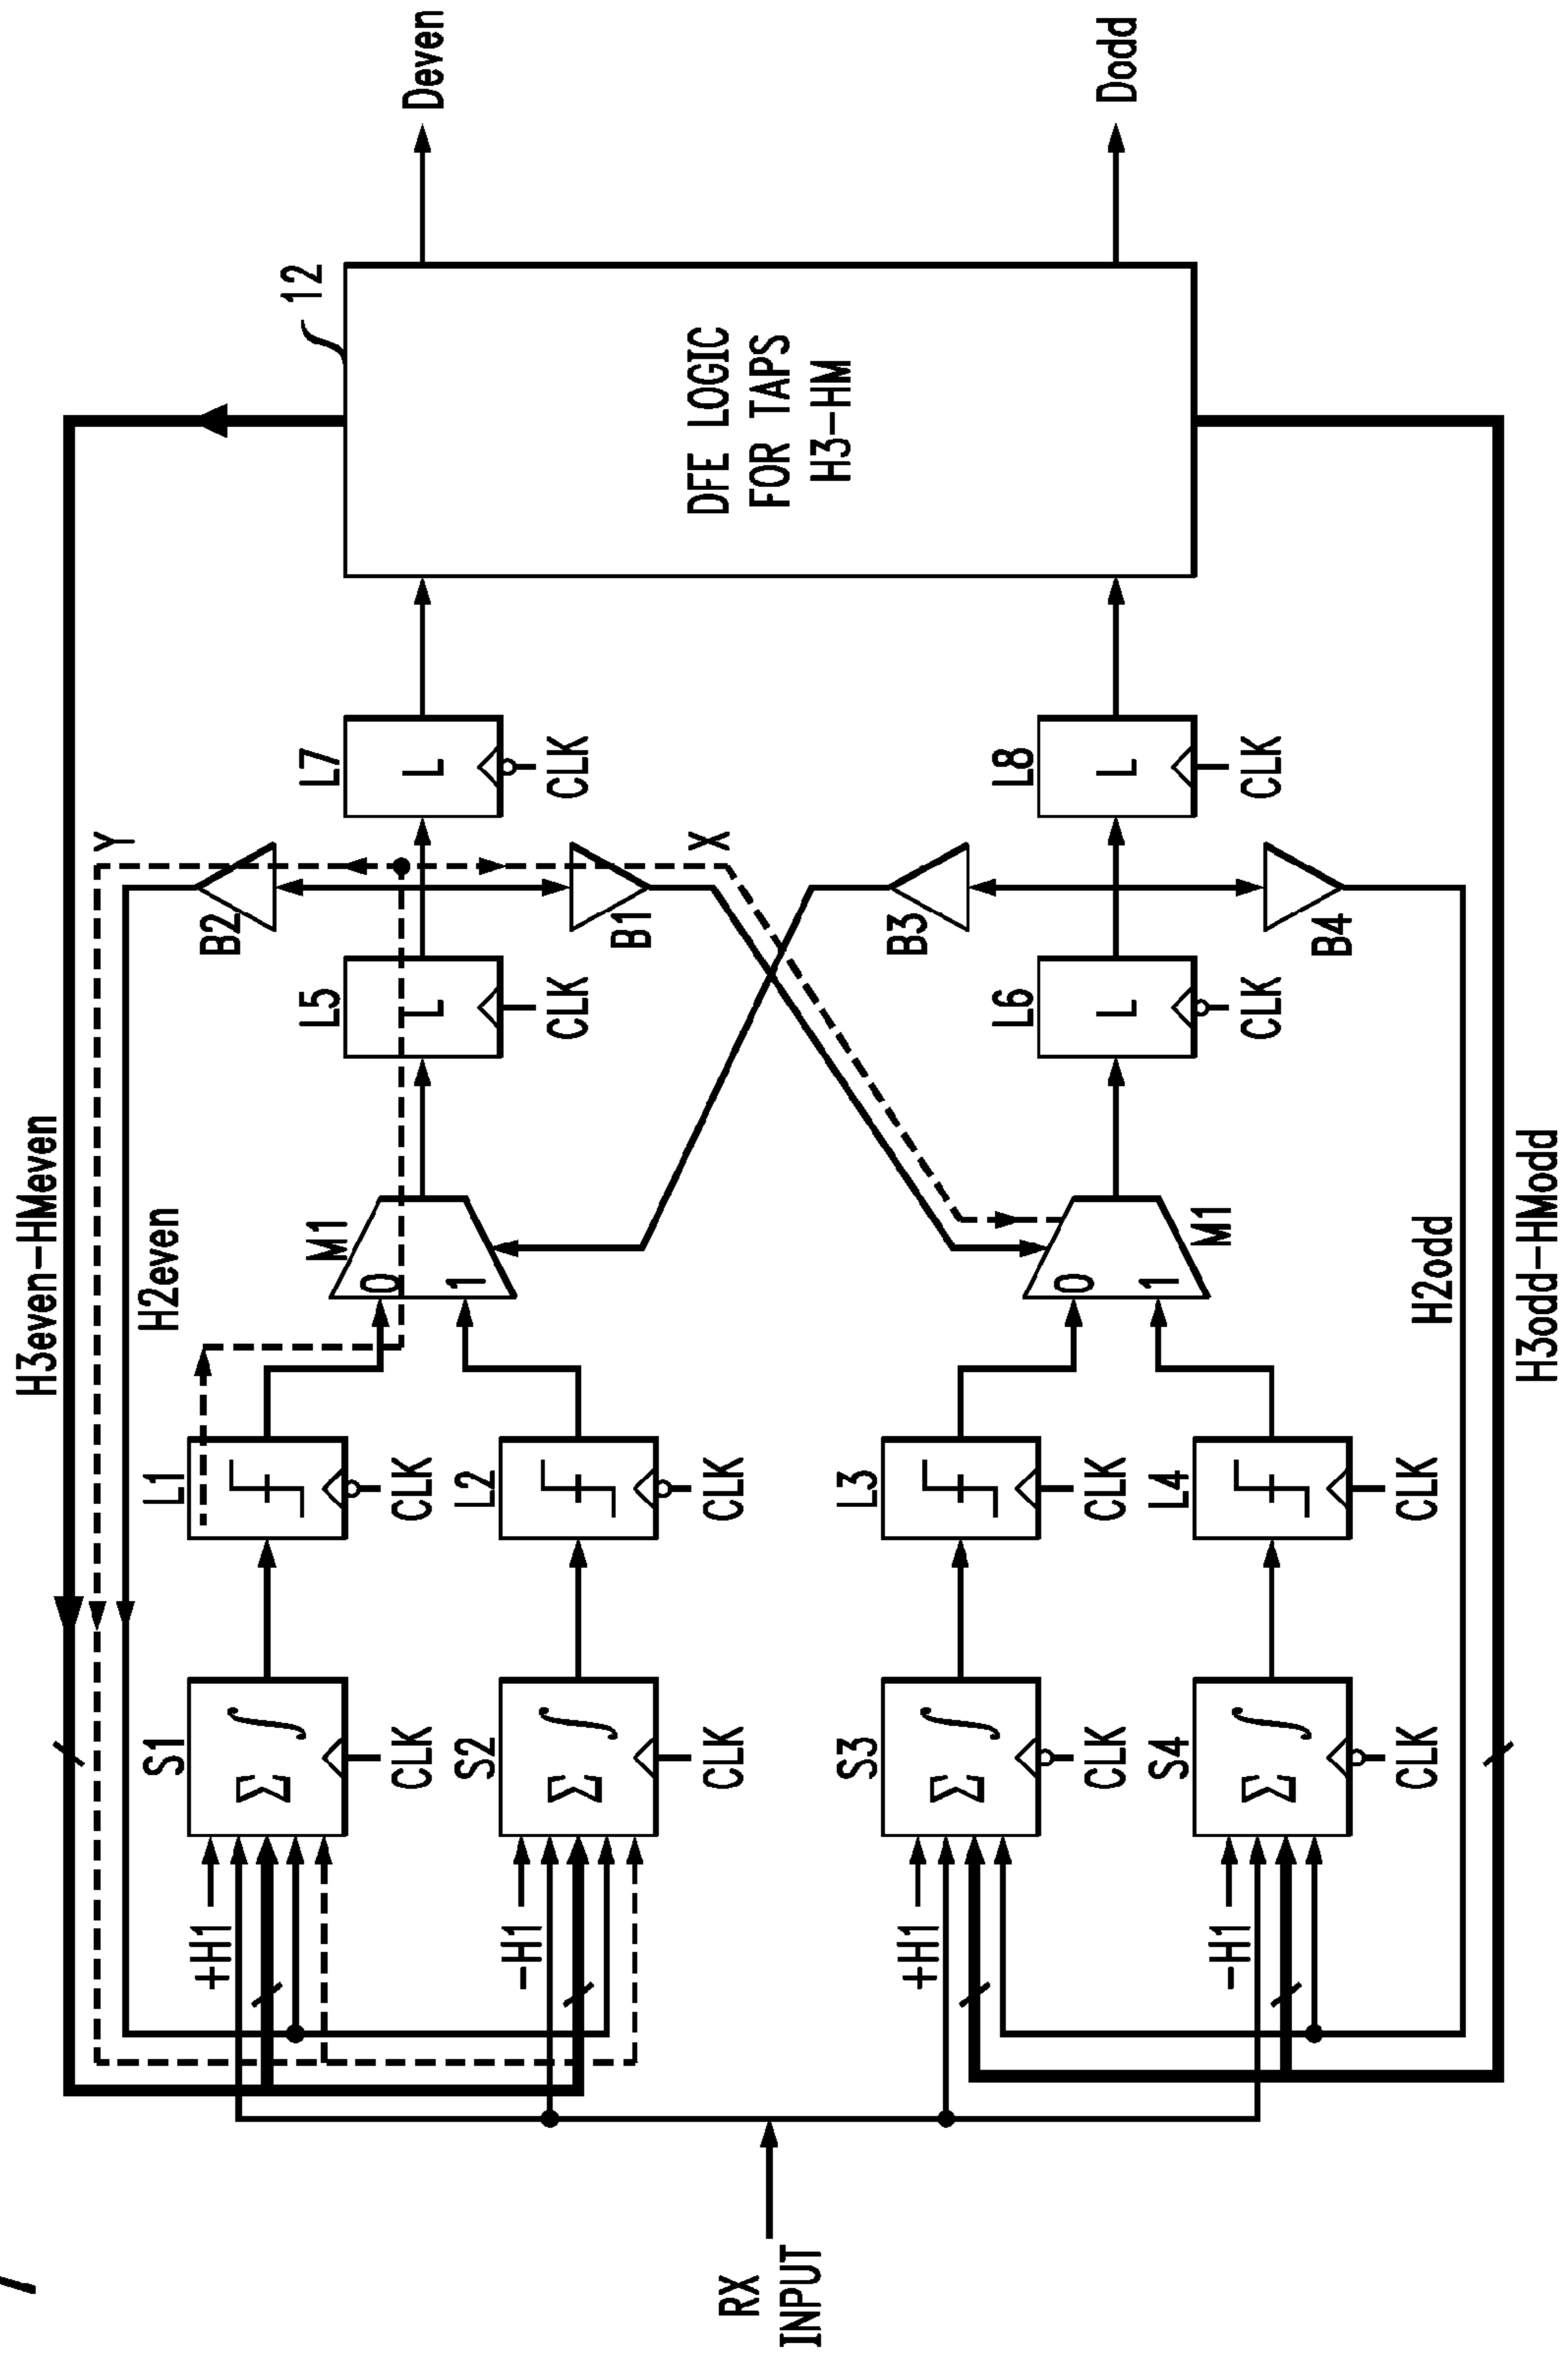 H3even-HMeven
Y
H2even
S1
Σ ∫
CLK
+H1
L1
CLK
M1
0
1
L5
L
CLK
B2
L7
L
CLK
12
Deven
S2
Σ ∫
CLK
-H1
L2
CLK
B1
X
RX
INPUT
DFE LOGIC
FOR TAPS
H3-HM
S3
Σ ∫
CLK
+H1
L3
CLK
M1
0
1
L6
L
CLK
B3
L8
L
CLK
Dodd
S4
Σ ∫
CLK
-H1
L4
CLK
B4
H2odd
H3odd-HModd